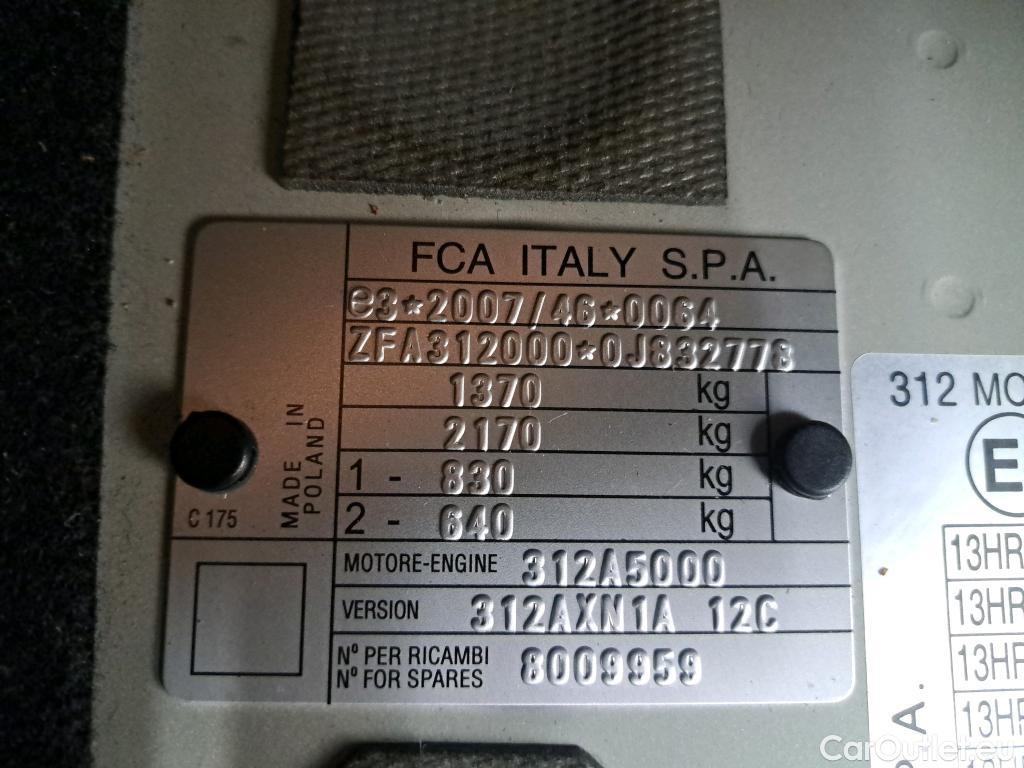 FCA ITALY S.P.A.
e3*2007/46*0064
ZFA312000*0J832778
1370 kg
2170 kg
1 - 830 kg
2 - 640 kg
MADE IN
POLAND
C 175
MOTORE-ENGINE 312A5000
VERSION 312AXN1A 12C
Nº PER RICAMBI
Nº FOR SPARES
8009959
312 MO
E
13HR
13HR
13HR
13HR
A.
CarOutlet.eu